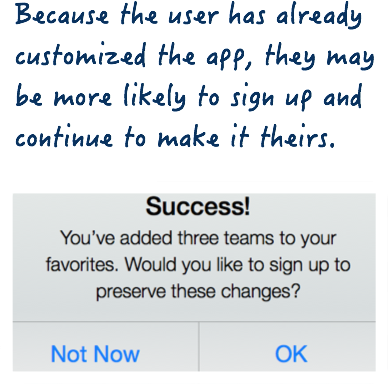 Because the user has already
customized the app, they may
be more likely to sign up and
continue to make it theirs.
Success!
You've added three teams to your
favorites. Would you like to sign up to
preserve these changes?
Not Now
OK